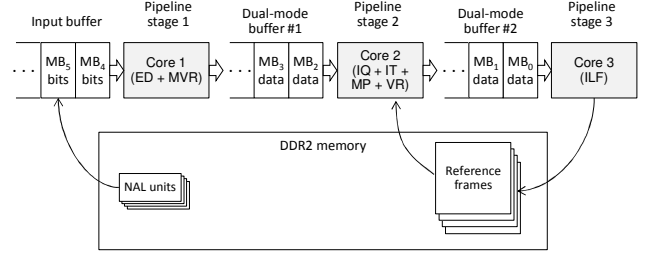 Input buffer
Pipeline
stage 1
Dual-mode
buffer #1
Pipeline
stage 2
Dual-mode
buffer #2
Pipeline
stage 3
· · ·
MB5
bits
MB4
bits
Core 1
(ED + MVR)
· · ·
MB3
data
MB2
data
Core 2
(IQ + IT +
MP + VR)
· · ·
MB1
data
MB0
data
Core 3
(ILF)
DDR2 memory
NAL units
Reference
frames